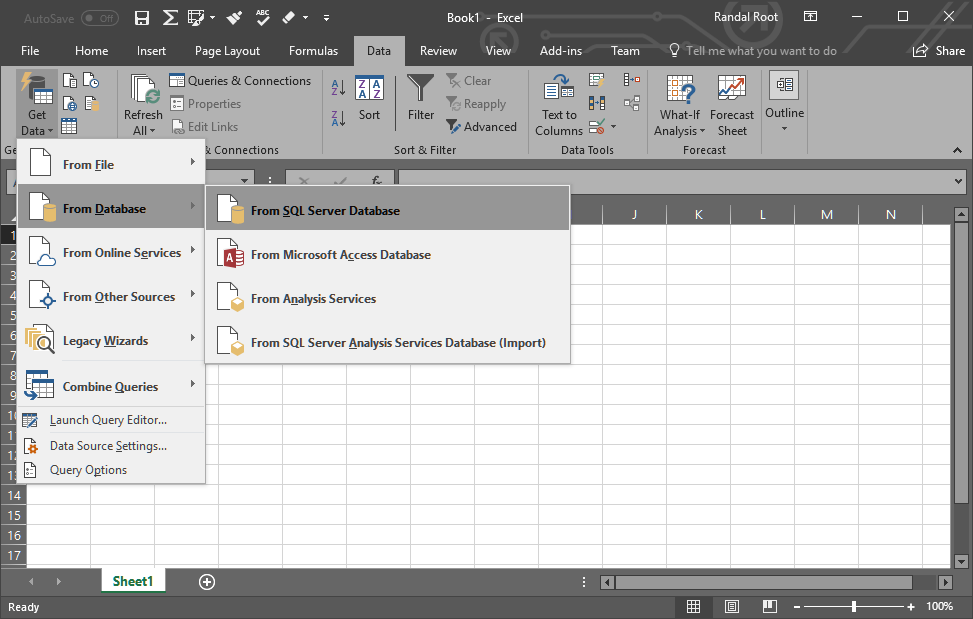 AutoSave Off Book1 - Excel Randal Root
File Home Insert Page Layout Formulas Data Review View Add-ins Team Tell me what you want to do Share
Get Data
Refresh All
Queries & Connections
Properties
Edit Links
& Connections
Sort
Filter
Clear
Reapply
Advanced
Sort & Filter
Text to Columns
Data Tools
What-If Analysis
Forecast Sheet
Forecast
Outline
From File
From Database
From Online Services
From Other Sources
Legacy Wizards
Combine Queries
Launch Query Editor...
Data Source Settings...
Query Options
From SQL Server Database
From Microsoft Access Database
From Analysis Services
From SQL Server Analysis Services Database (Import)
fx
J K L M N
1
2
3
4
5
6
7
8
9
10
11
12
13
14
15
16
17
Sheet1
Ready 100%